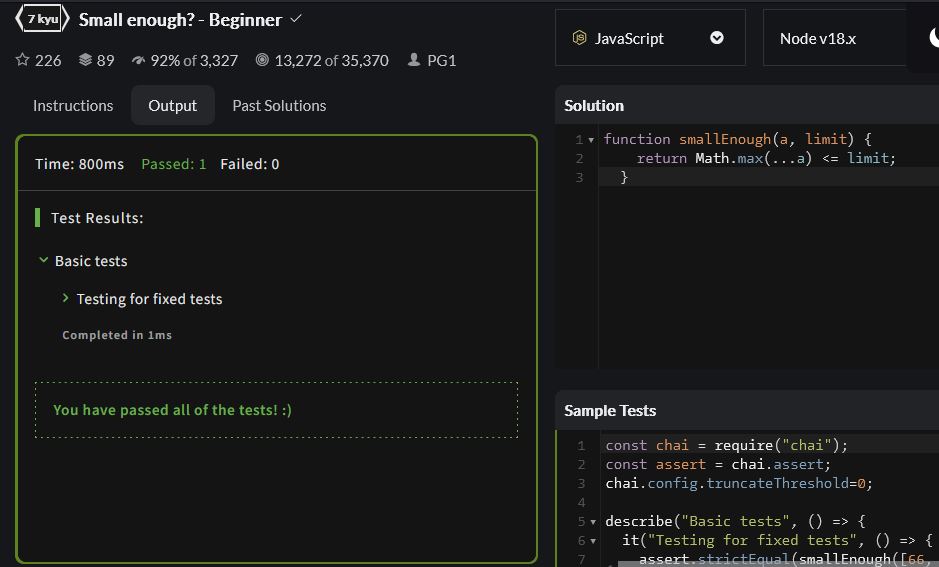 7 kyu Small enough? - Beginner
226 89 92% of 3,327 13,272 of 35,370 PG1
JavaScript Node v18.x
Instructions Output Past Solutions
Time: 800ms Passed: 1 Failed: 0
Test Results:
Basic tests
Testing for fixed tests
Completed in 1ms
You have passed all of the tests! :)
Solution
1 function smallEnough(a, limit) {
2 return Math.max(...a) <= limit;
3 }
Sample Tests
1 const chai = require("chai");
2 const assert = chai.assert;
3 chai.config.truncateThreshold=0;
4
5 describe("Basic tests", () => {
6 it("Testing for fixed tests", () => {
7 assert.strictEqual(smallEnough([66,